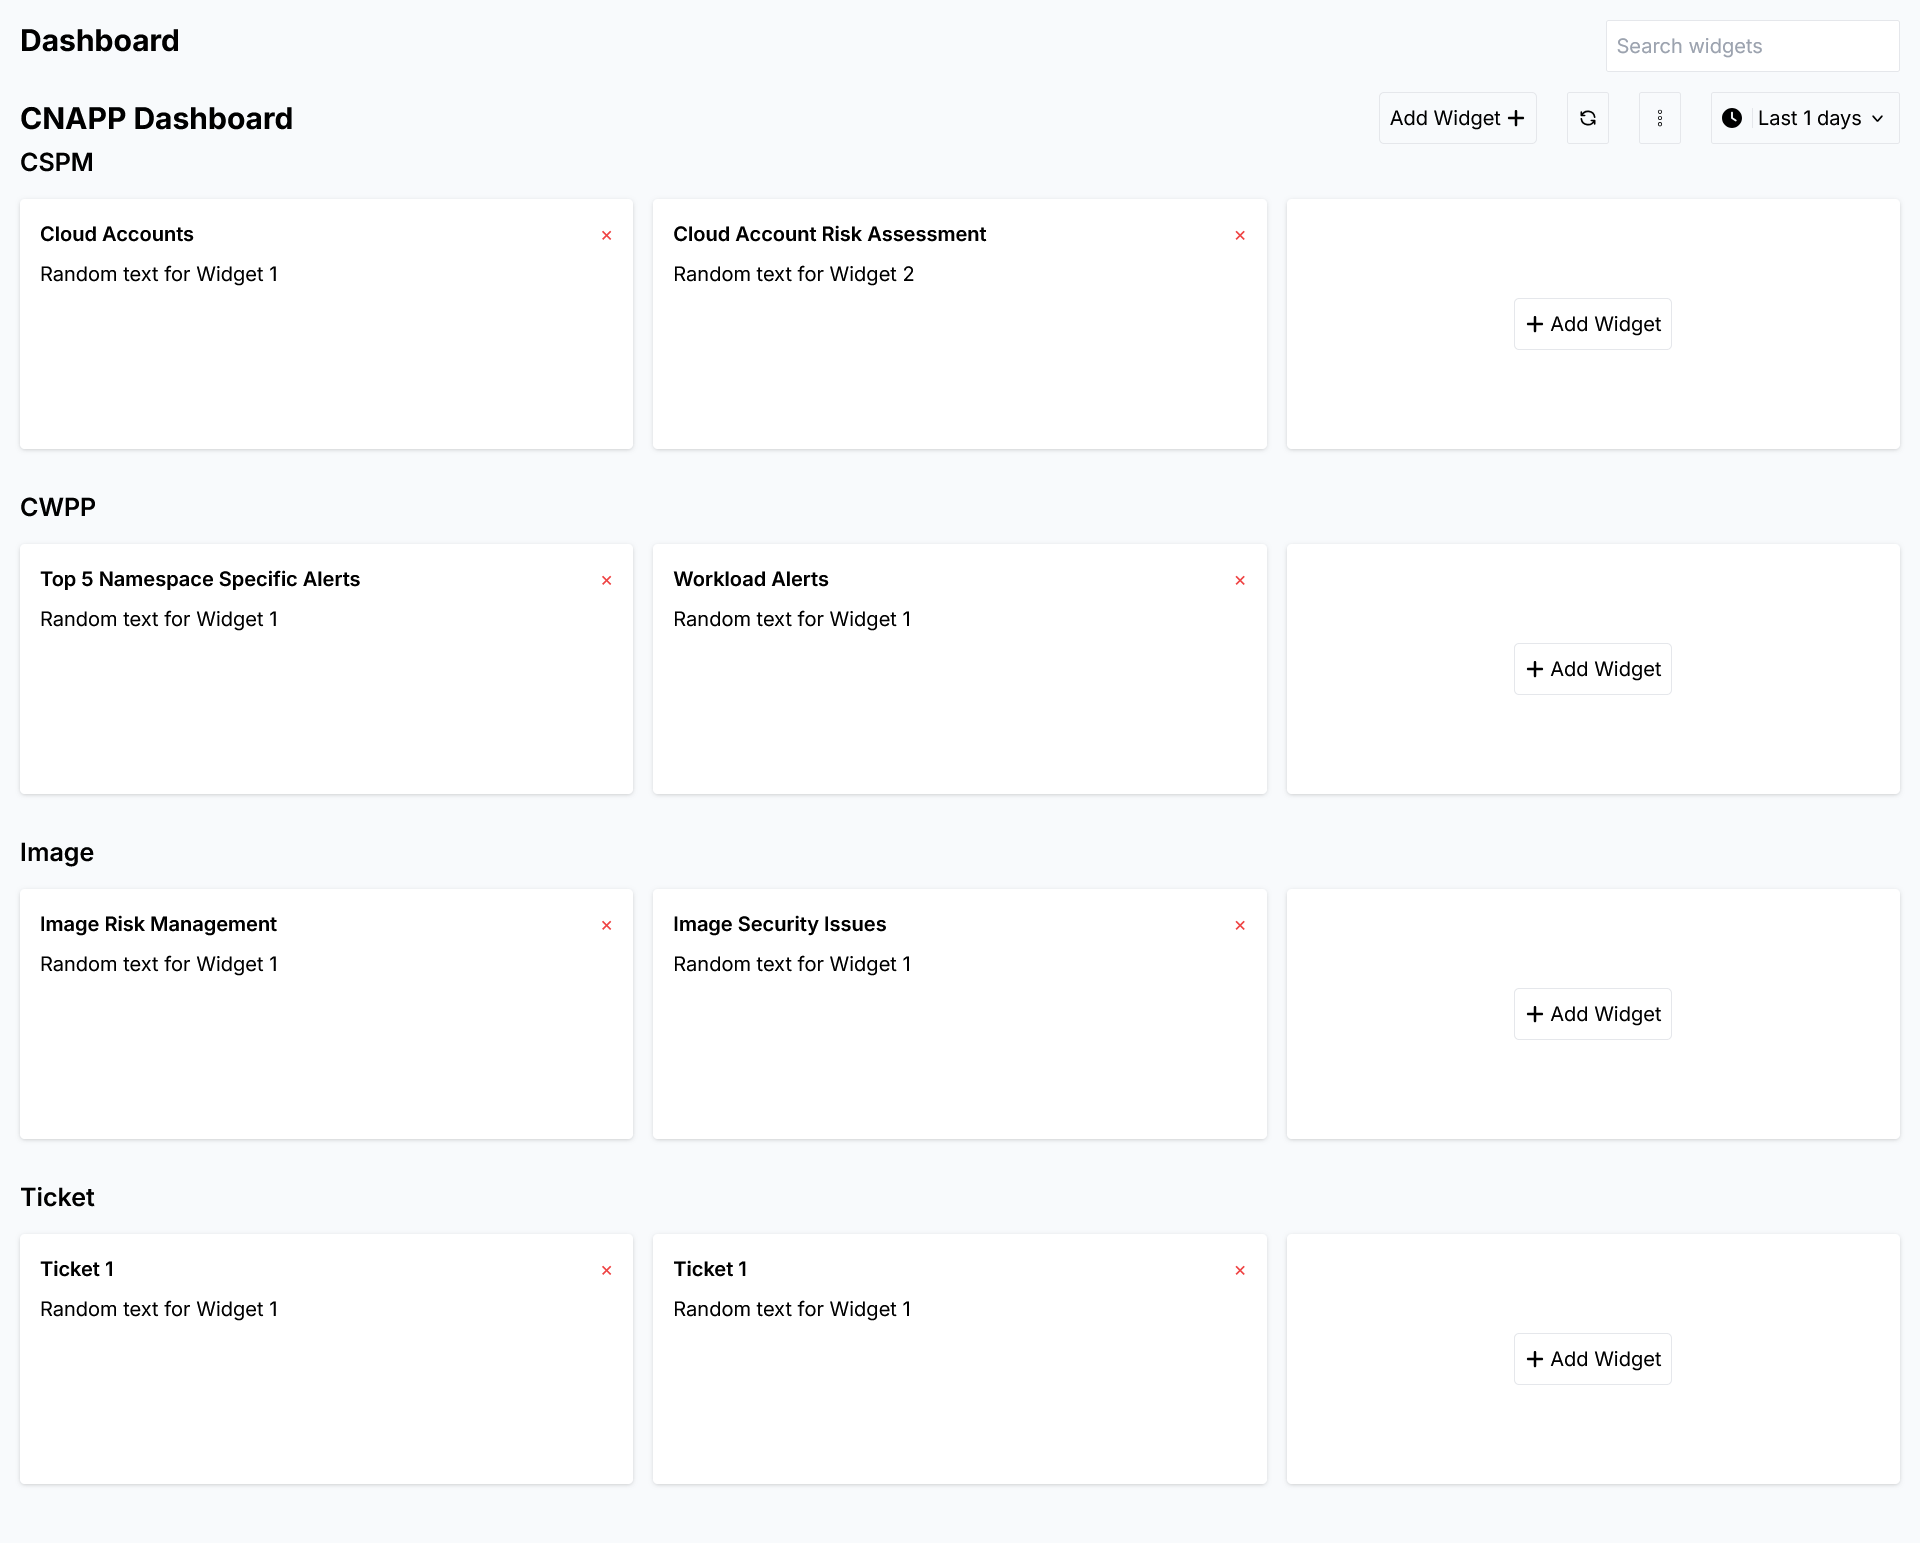 Dashboard
Search widgets
CNAPP Dashboard
Add Widget
Last 1 days
CSPM
Cloud Accounts
Random text for Widget 1
Cloud Account Risk Assessment
Random text for Widget 2
Add Widget
CWPP
Top 5 Namespace Specific Alerts
Random text for Widget 1
Workload Alerts
Random text for Widget 1
Add Widget
Image
Image Risk Management
Random text for Widget 1
Image Security Issues
Random text for Widget 1
Add Widget
Ticket
Ticket 1
Random text for Widget 1
Ticket 1
Random text for Widget 1
Add Widget